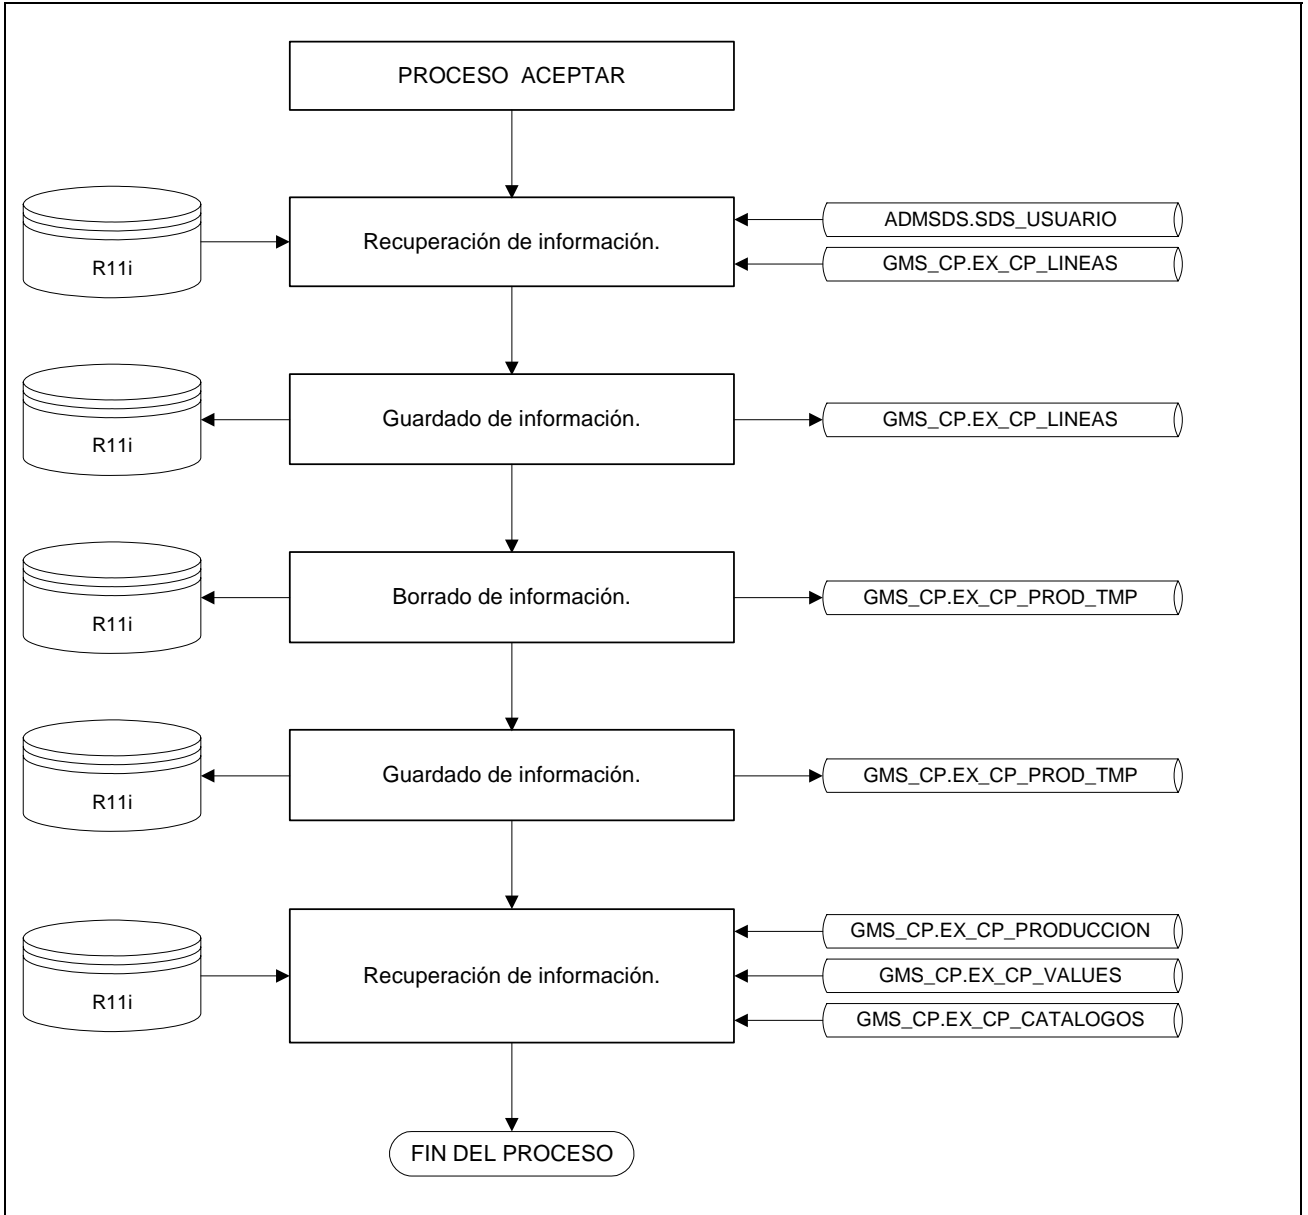 PROCESO ACEPTAR
R11i
Recuperación de información.
ADMSDS.SDS_USUARIO
GMS_CP.EX_CP_LINEAS
R11i
Guardado de información.
GMS_CP.EX_CP_LINEAS
R11i
Borrado de información.
GMS_CP.EX_CP_PROD_TMP
R11i
Guardado de información.
GMS_CP.EX_CP_PROD_TMP
R11i
Recuperación de información.
GMS_CP.EX_CP_PRODUCCION
GMS_CP.EX_CP_VALUES
GMS_CP.EX_CP_CATALOGOS
FIN DEL PROCESO